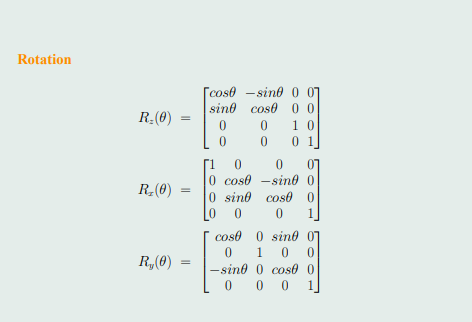 Rotation
R_z(θ) = [cosθ −sinθ 0 0
sinθ cosθ 0 0
0 0 1 0
0 0 0 1]
R_x(θ) = [1 0 0 0
0 cosθ −sinθ 0
0 sinθ cosθ 0
0 0 0 1]
R_y(θ) = [cosθ 0 sinθ 0
0 1 0 0
−sinθ 0 cosθ 0
0 0 0 1]